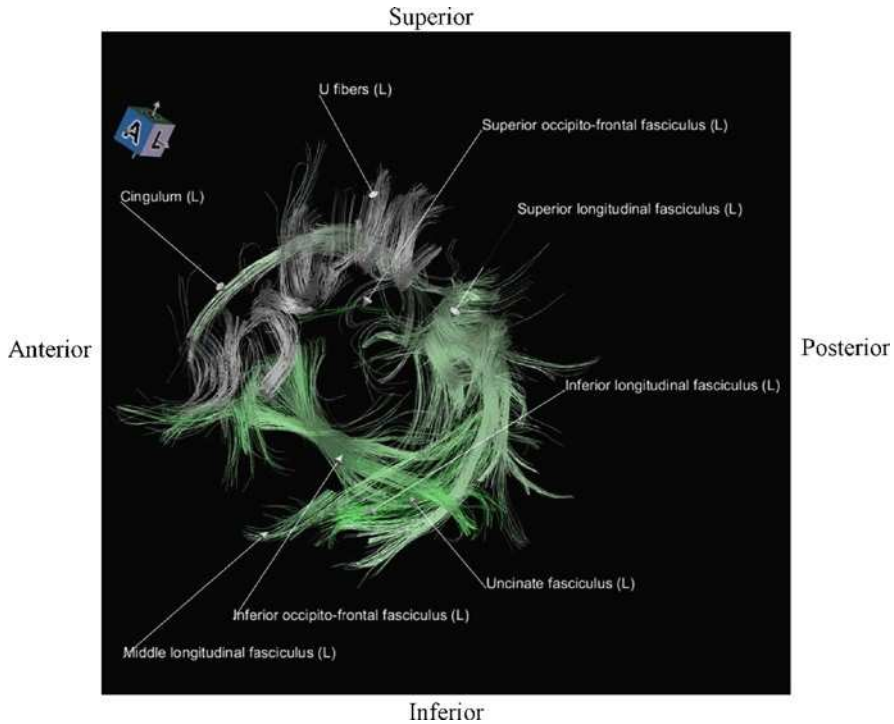 Superior
U fibers (L)
Superior occipito-frontal fasciculus (L)
A
L
Cingulum (L)
Superior longitudinal fasciculus (L)
Anterior
Posterior
Inferior longitudinal fasciculus (L)
Uncinate fasciculus (L)
Inferior occipito-frontal fasciculus (L)
Middle longitudinal fasciculus (L)
Inferior